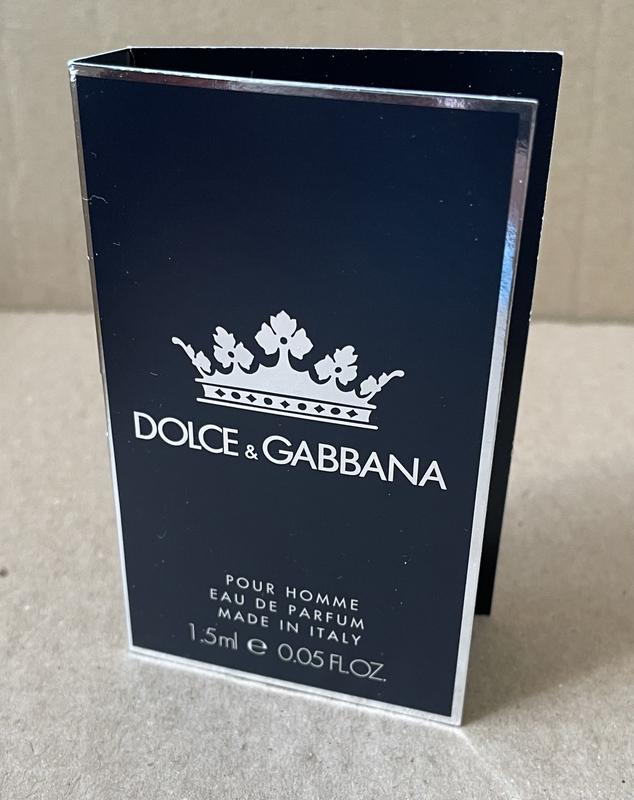 DOLCE & GABBANA
POUR HOMME
EAU DE PARFUM
MADE IN ITALY
1.5ml ℮ 0.05 FL.OZ.